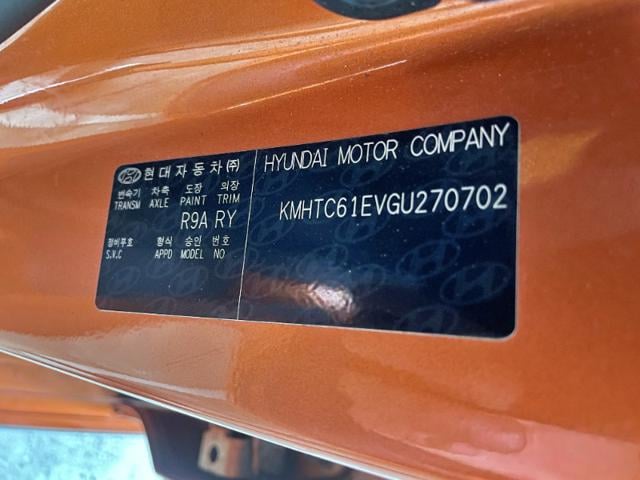 현대자동차㈜
변속기 차축 도장 의장
TRANSM AXLE PAINT TRIM
R9A RY
정비부호 형식 승인 번호
S.V.C APPD MODEL NO
HYUNDAI MOTOR COMPANY
KMHTC61EVGU270702